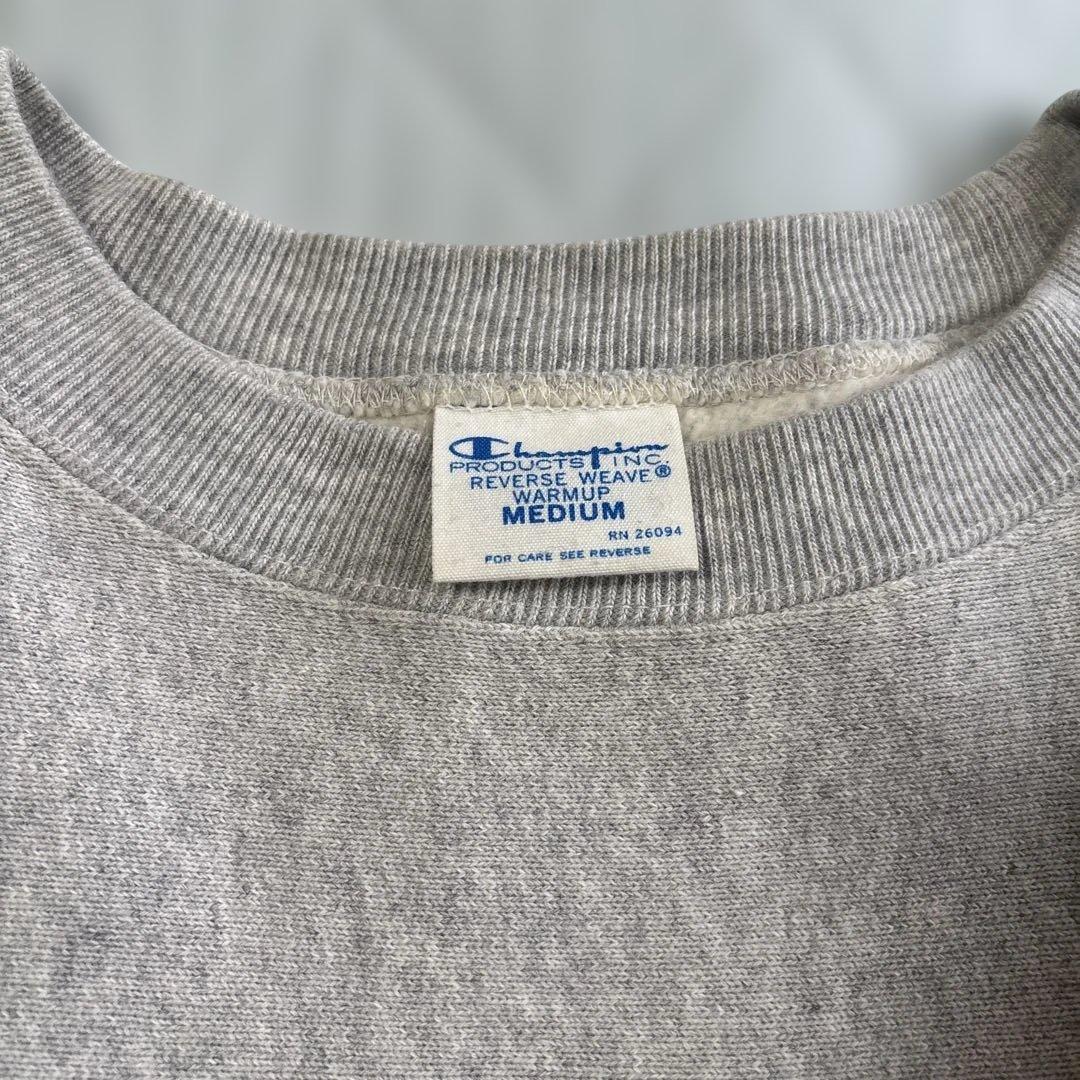 Champion
PRODUCTS INC.
REVERSE WEAVE®
WARMUP
MEDIUM
RN 26094
FOR CARE SEE REVERSE